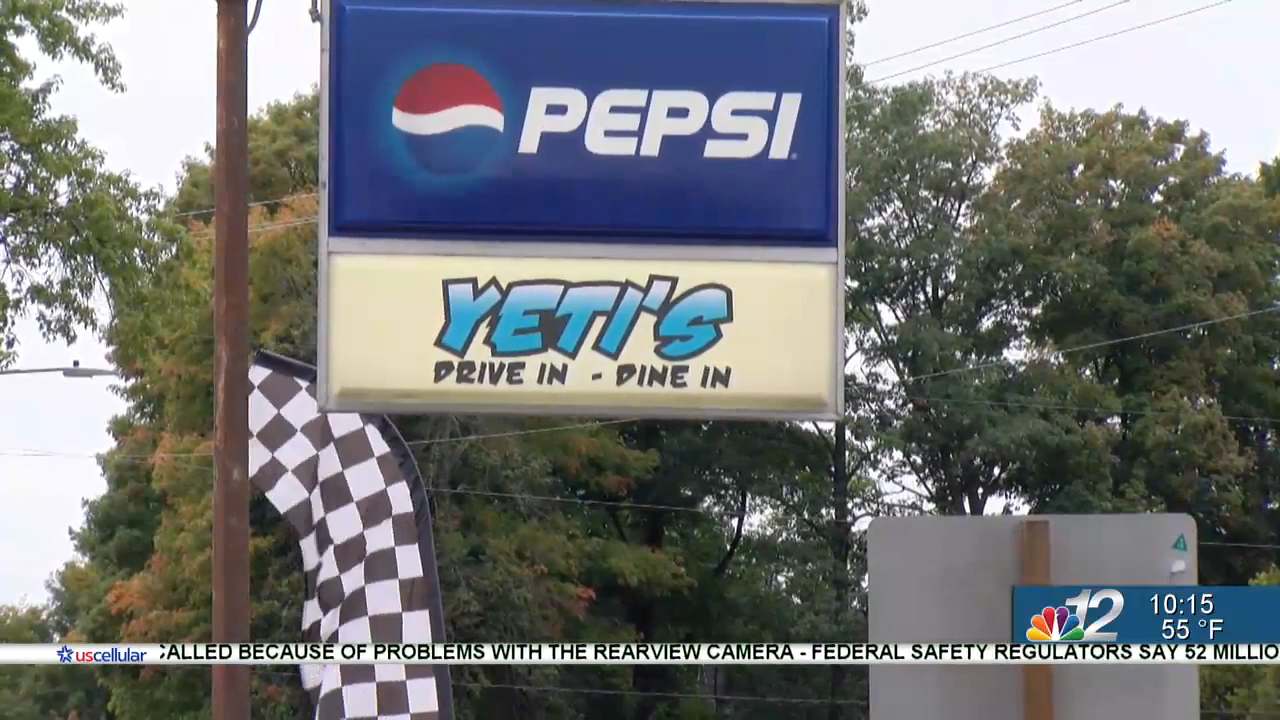 PEPSI
YETI'S
DRIVE IN - DINE IN
12
10:15
55 °F
uscellular
CALLED BECAUSE OF PROBLEMS WITH THE REARVIEW CAMERA - FEDERAL SAFETY REGULATORS SAY 52 MILLIO